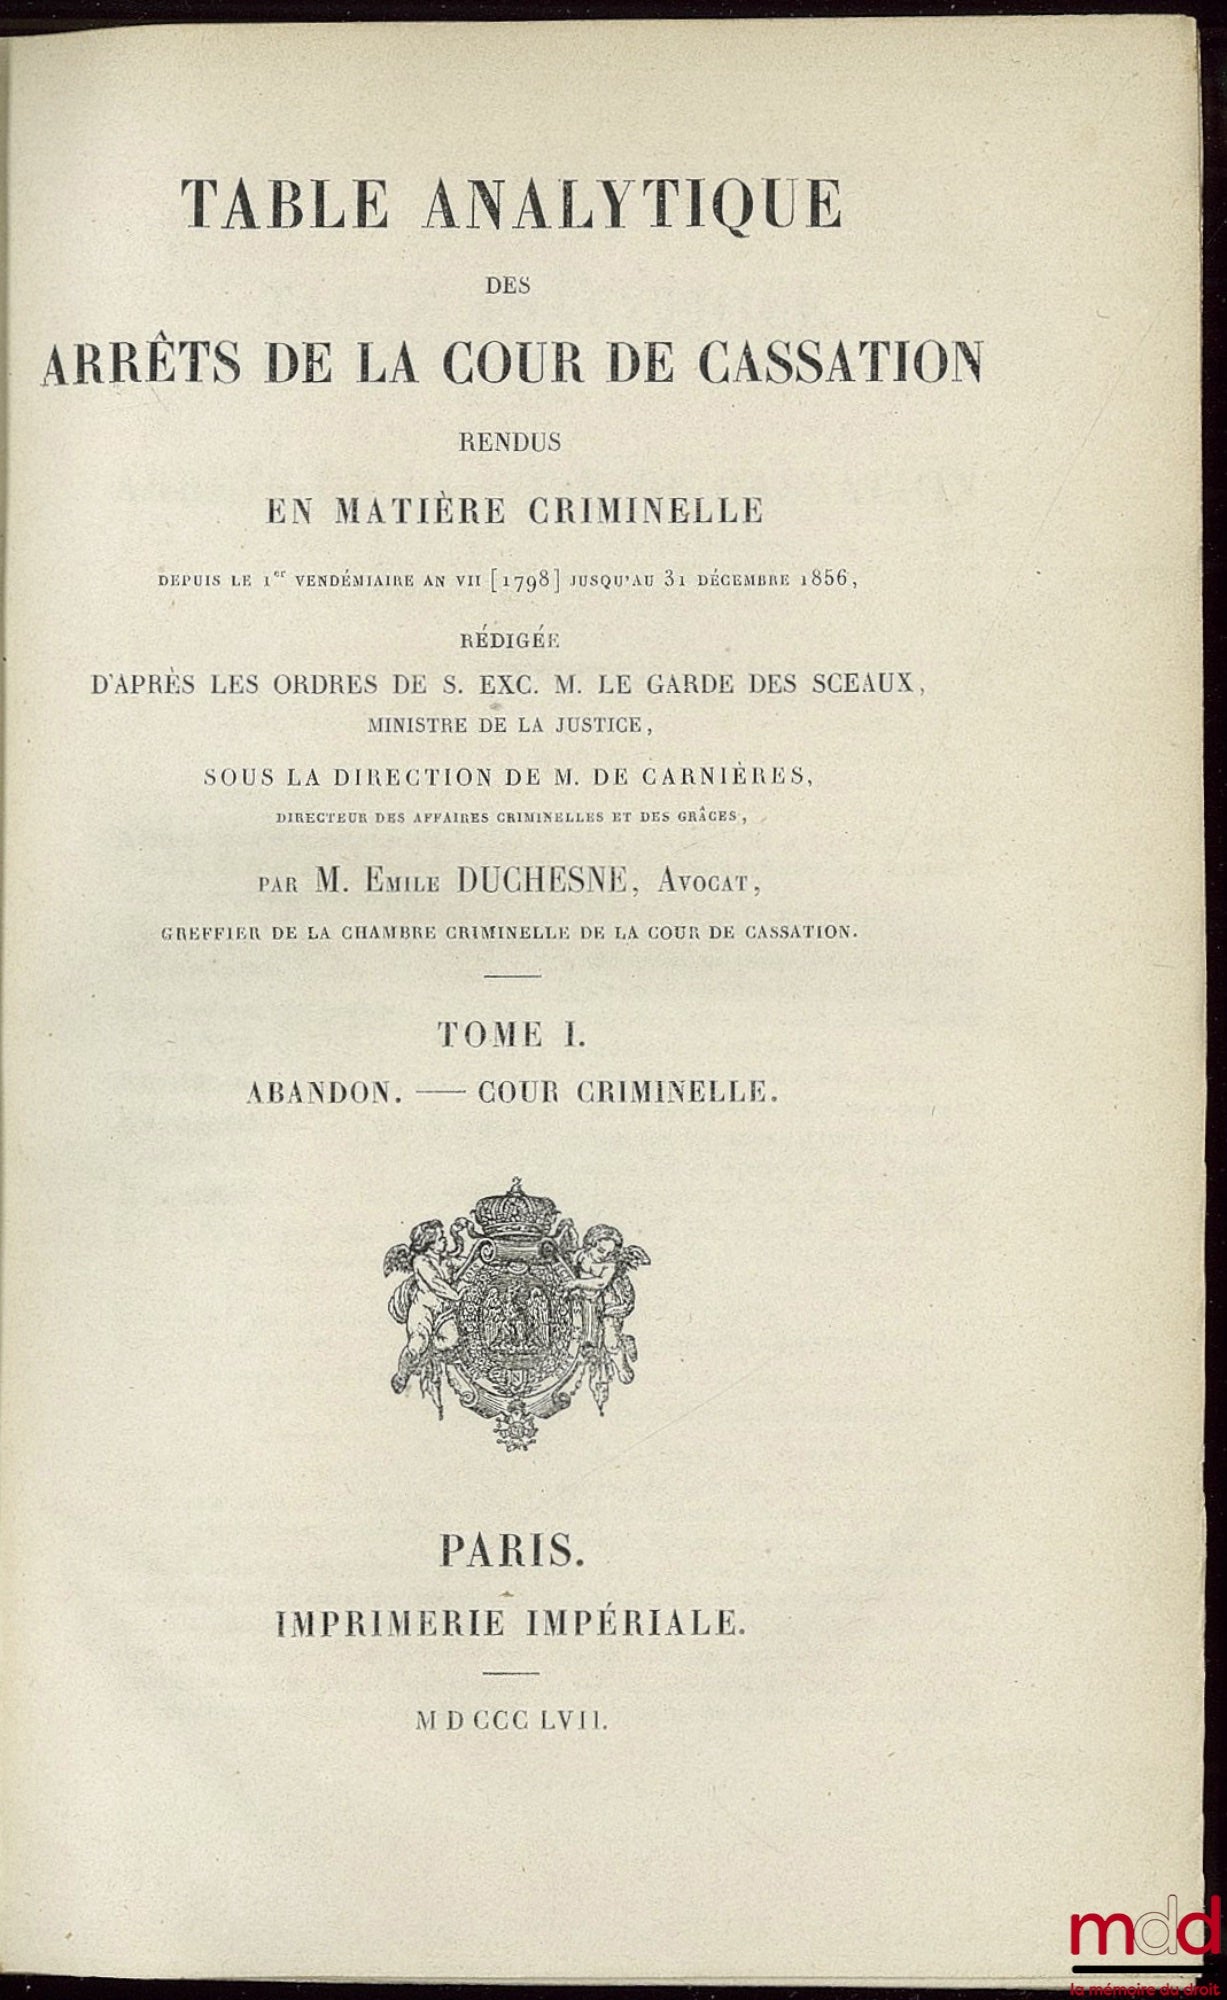 TABLE ANALYTIQUE
DES
ARRÊTS DE LA COUR DE CASSATION
RENDUS
EN MATIÈRE CRIMINELLE
DEPUIS LE 1er VENDÉMIAIRE AN VII [1798] JUSQU'AU 31 DÉCEMBRE 1856,
RÉDIGÉE
D'APRÈS LES ORDRES DE S. EXC. M. LE GARDE DES SCEAUX,
MINISTRE DE LA JUSTICE,
SOUS LA DIRECTION DE M. DE CARNIÈRES,
DIRECTEUR DES AFFAIRES CRIMINELLES ET DES GRÂCES,
PAR M. EMILE DUCHESNE, AVOCAT,
GREFFIER DE LA CHAMBRE CRIMINELLE DE LA COUR DE CASSATION.
TOME I.
ABANDON. — COUR CRIMINELLE.
PARIS.
IMPRIMERIE IMPÉRIALE.
M D CCC LVII.
mdd
la mémoire du droit